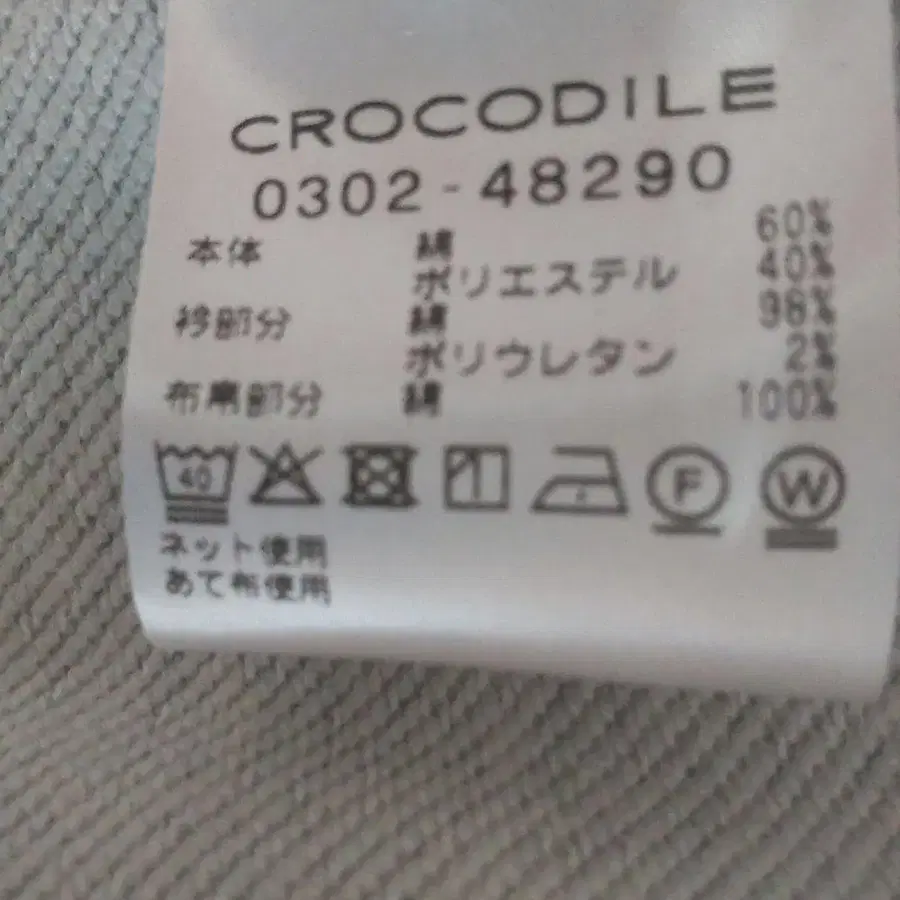 CROCODILE
0302-48290
本体 綿 60%
ポリエステル 40%
衿部分 綿 98%
ポリウレタン 2%
布帛部分 綿 100%
40 F W
ネット使用
あて布使用